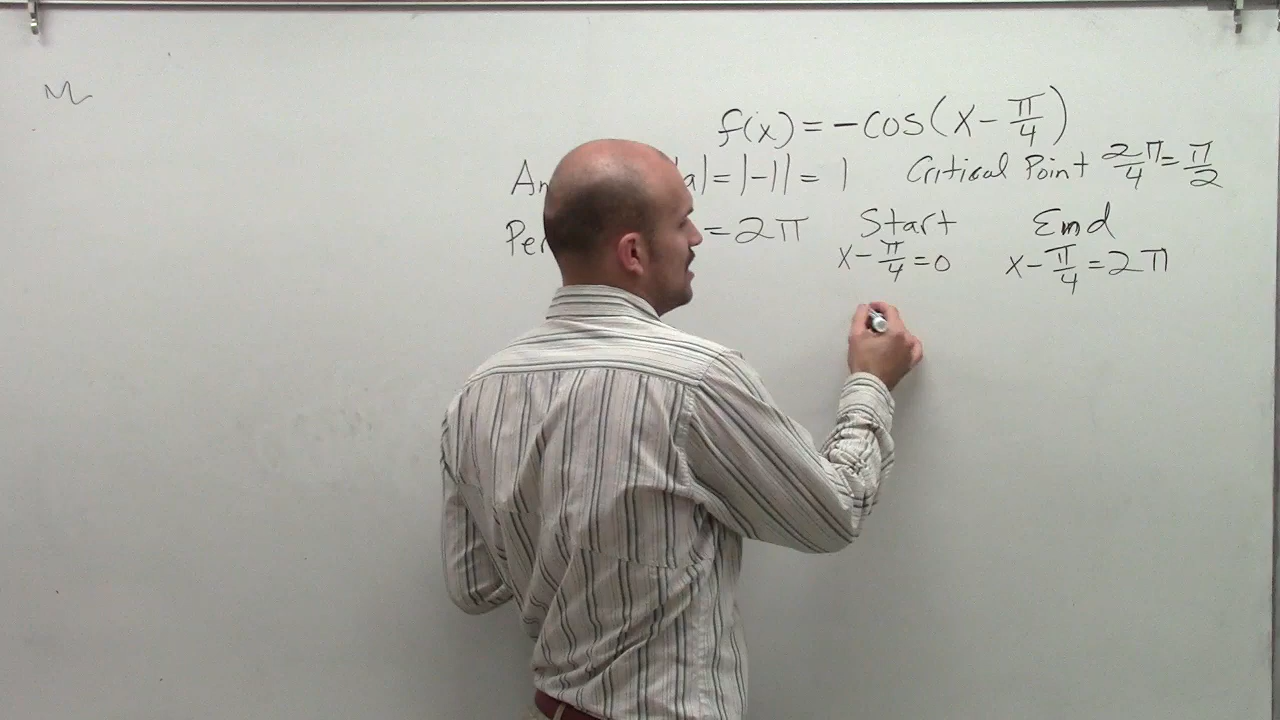 f(x) = -cos(x - π/4)
a| = |-1| = 1 Critical Point 2π/4 = π/2
= 2π Start End
x - π/4 = 0 x - π/4 = 2π